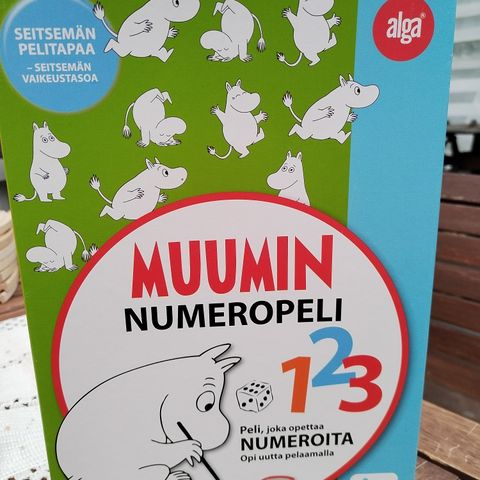 SEITSEMÄN
PELITAPAA
– SEITSEMÄN
VAIKEUSTASOA
alga®
MUUMIN
NUMEROPELI
123
Peli, joka opettaa
NUMEROITA
Opi uutta pelaamalla